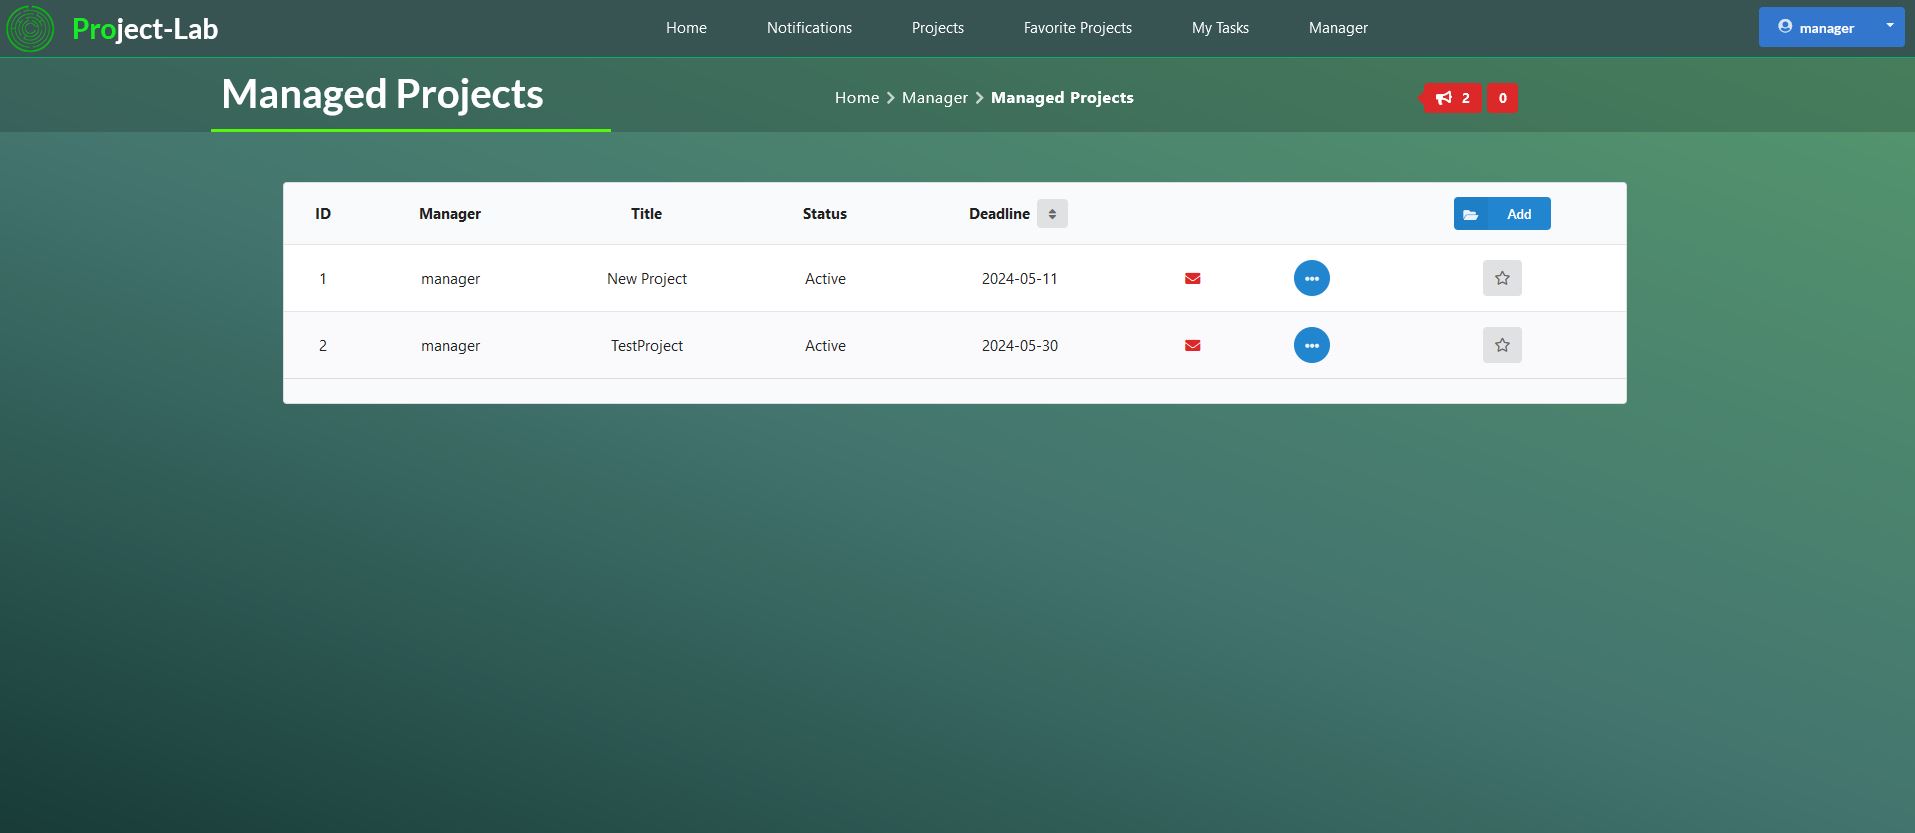 Project-Lab Home Notifications Projects Favorite Projects My Tasks Manager manager
Managed Projects Home Manager Managed Projects 2 0
ID Manager Title Status Deadline Add
1 manager New Project Active 2024-05-11
2 manager TestProject Active 2024-05-30